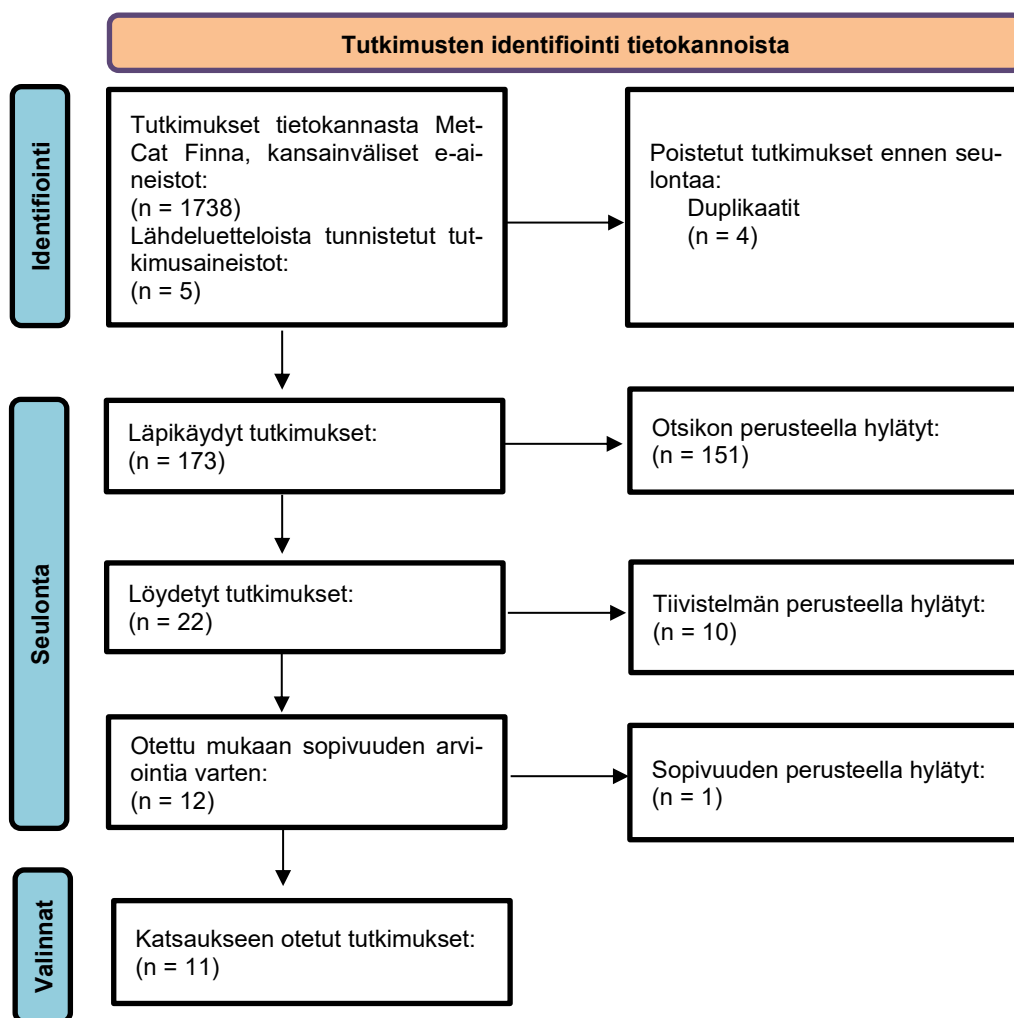 Tutkimusten identifiointi tietokannoista
Identifiointi
Tutkimukset tietokannasta Met-
Cat Finna, kansainväliset e-ai-
neistot:
(n = 1738)
Lähdeluetteloista tunnistetut tut-
kimusaineistot:
(n = 5)
Poistetut tutkimukset ennen seu-
lontaa:
Duplikaatit
(n = 4)
Seulonta
Läpikäydyt tutkimukset:
(n = 173)
Otsikon perusteella hylätyt:
(n = 151)
Löydetyt tutkimukset:
(n = 22)
Tiivistelmän perusteella hylätyt:
(n = 10)
Otettu mukaan sopivuuden arvi-
ointia varten:
(n = 12)
Sopivuuden perusteella hylätyt:
(n = 1)
Valinnat
Katsaukseen otetut tutkimukset:
(n = 11)